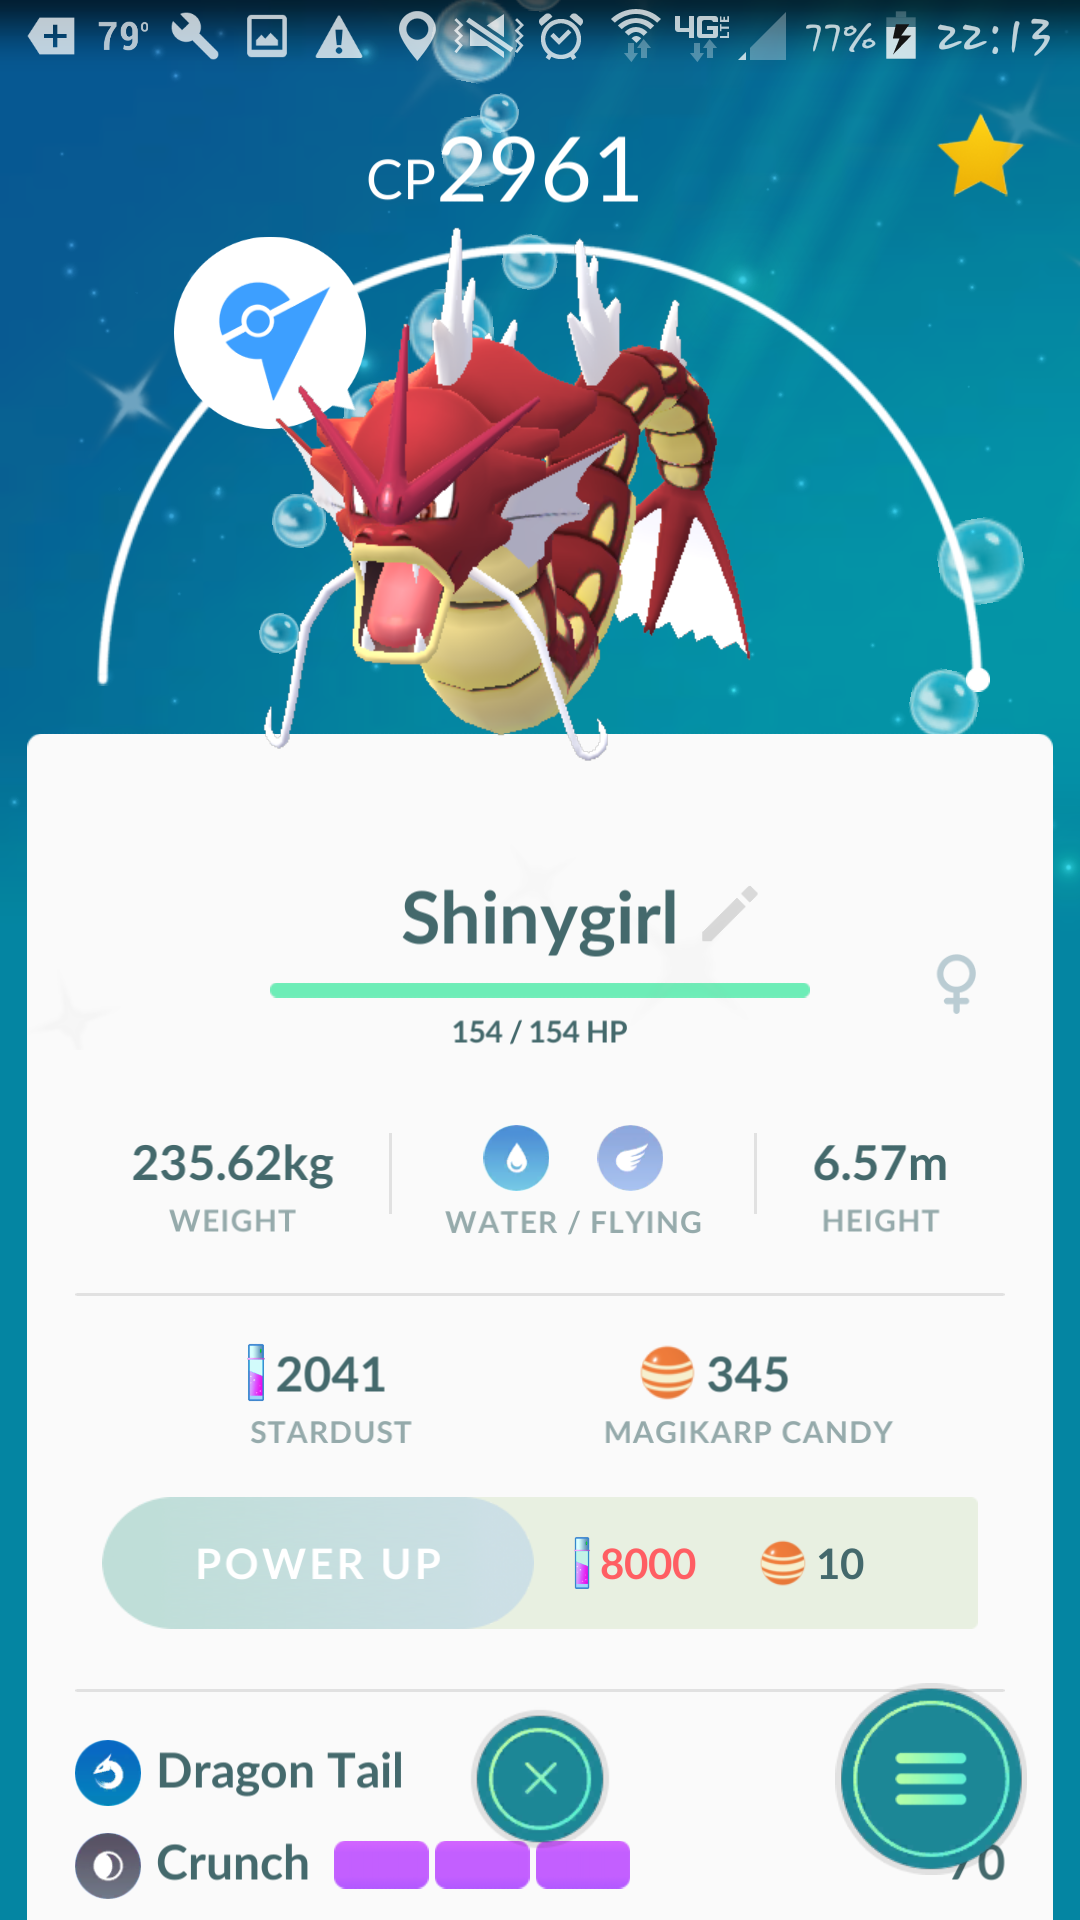 79° 4G LTE 77% 22:13
CP2961
Shinygirl
154 / 154 HP
235.62kg 6.57m
WEIGHT WATER / FLYING HEIGHT
2041 345
STARDUST MAGIKARP CANDY
POWER UP 8000 10
Dragon Tail
Crunch 70